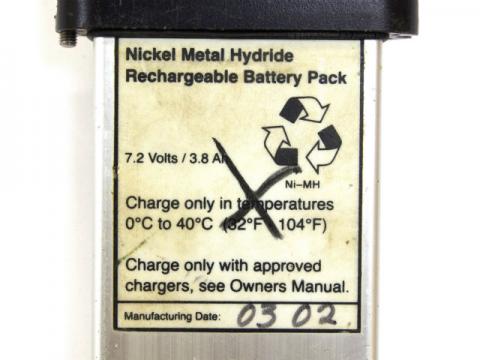 Nickel Metal Hydride
Rechargeable Battery Pack
7.2 Volts / 3.8 Ah
Ni-MH
Charge only in temperatures
0°C to 40°C (32°F 104°F)
Charge only with approved
chargers, see Owners Manual.
Manufacturing Date: 03 02